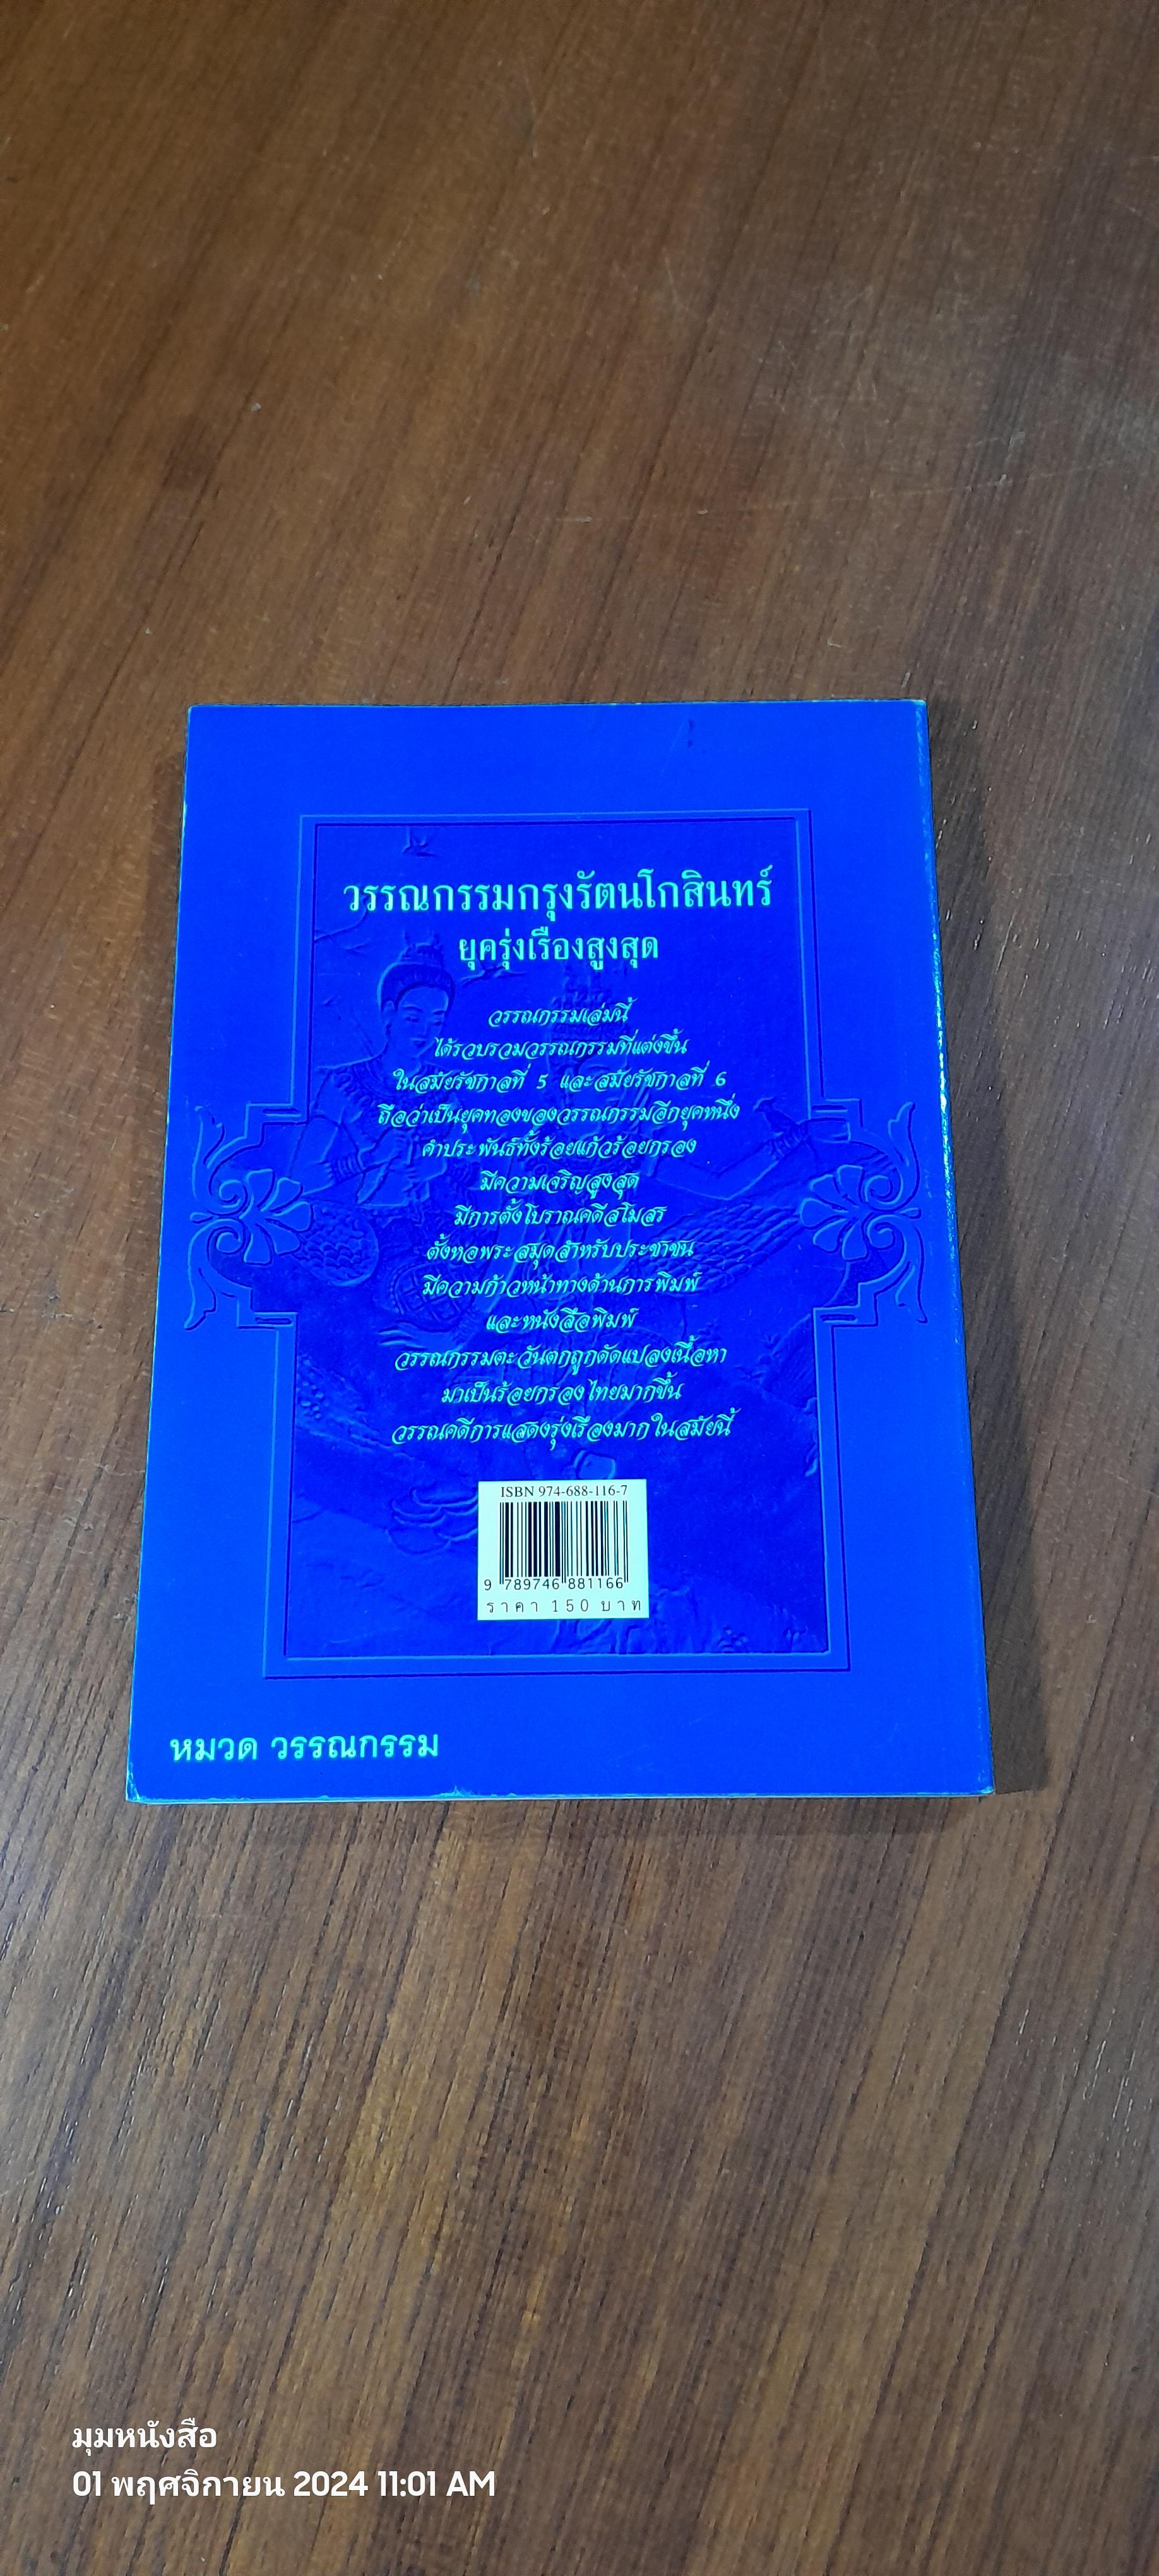 วรรณกรรมกรุงรัตนโกสินทร์
ยุครุ่งเรืองสูงสุด
วรรณกรรมเล่มนี้
ได้รวบรวมวรรณกรรมที่แต่งขึ้น
ในสมัยรัชกาลที่ 5 และสมัยรัชกาลที่ 6
ถือว่าเป็นยุคทองของวรรณกรรมอีกยุคหนึ่ง
คำประพันธ์ทั้งร้อยแก้วร้อยกรอง
มีความเจริญสูงสุด
มีการตั้งโบราณคดีสโมสร
ตั้งหอพระสมุดสำหรับประชาชน
มีความก้าวหน้าทางด้านการพิมพ์
และหนังสือพิมพ์
วรรณกรรมตะวันตกถูกดัดแปลงเนื้อหา
มาเป็นร้อยกรองไทยมากขึ้น
วรรณคดีการแสดงรุ่งเรืองมากในสมัยนี้
ISBN 974-688-116-7
9 789746 881166
ราคา 150 บาท
หมวด วรรณกรรม
มุมหนังสือ
01 พฤศจิกายน 2024 11:01 AM